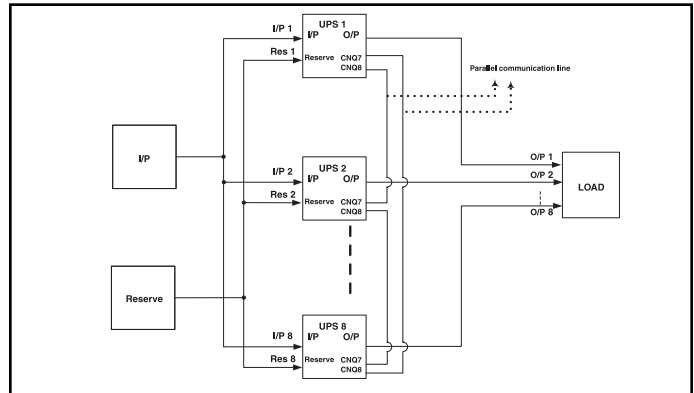 I/P 1
UPS 1
I/P O/P
Res 1
Reserve
CNQ7
CNQ8
Parallel communication line
I/P
I/P 2
UPS 2
I/P O/P
Res 2
Reserve
CNQ7
CNQ8
O/P 1
O/P 2
O/P 8
LOAD
Reserve
I/P 8
UPS 8
I/P O/P
Res 8
Reserve
CNQ7
CNQ8